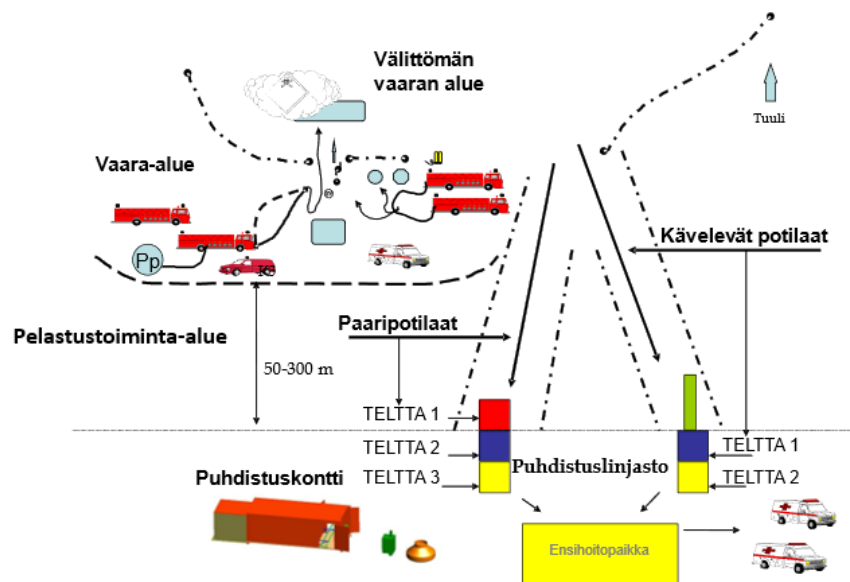 Välittömän
vaaran alue
Tuuli
Vaara-alue
Pp
Kävelevät potilaat
Pelastustoiminta-alue
Paaripotilaat
50-300 m
TELTTA 1
TELTTA 2
TELTTA 1
Puhdistuskontti
TELTTA 3
Puhdistuslinjasto
TELTTA 2
Ensihoitopaikka